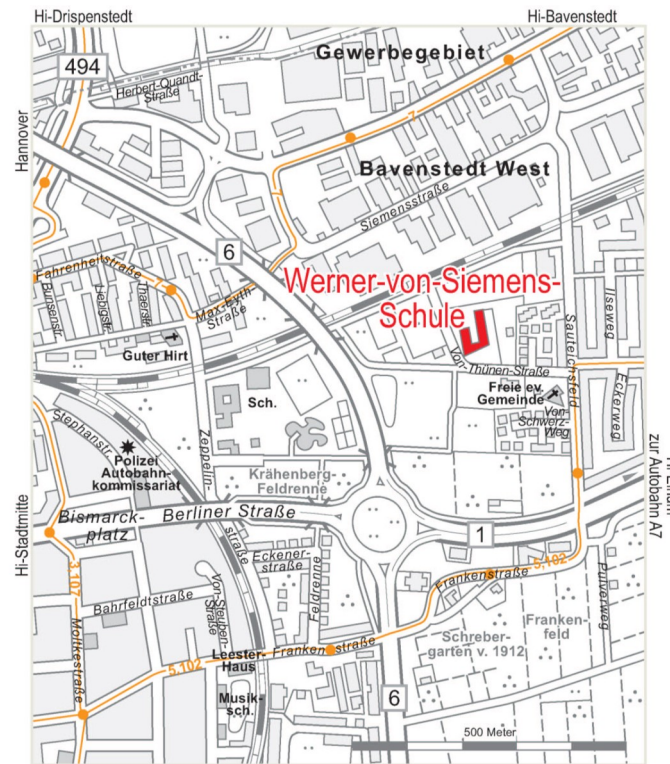 Hi-Drispenstedt
Hi-Bavenstedt
494
Herbert-Quandt-
Straße
Gewerbegebiet
Hannover
7
Bavenstedt West
7
Siemensstraße
6
Fahrenheitstraße
7
Bunsenstr.
Liebigstr.
Thaerstr.
Max-Eyth-
Straße
Werner-von-Siemens-
Schule
Ilseweg
Sauteichsfeld
Guter Hirt
Von-
Thünen-Straße
Freie ev.
Gemeinde
Eckerweg
Von-
Schwerz-
Weg
Sch.
Stephanstr.
Zeppelin-
straße
Polizei
Autobahn-
kommissariat
Krähenberg-
Feldrenne
zur Autobahn A7
Bismarck-
platz
Berliner Straße
Hi-Stadtmitte
1
Eckener-
straße
Feldrenne
5,102
Frankenstraße
3,107
Bahrfeldtstraße
Von-Steuben-
Straße
Moltkestraße
Franken-
feld
Schreber-
garten v. 1912
5,102
Frankenstraße
Leester-
Haus
Musik-
sch.
6
500 Meter